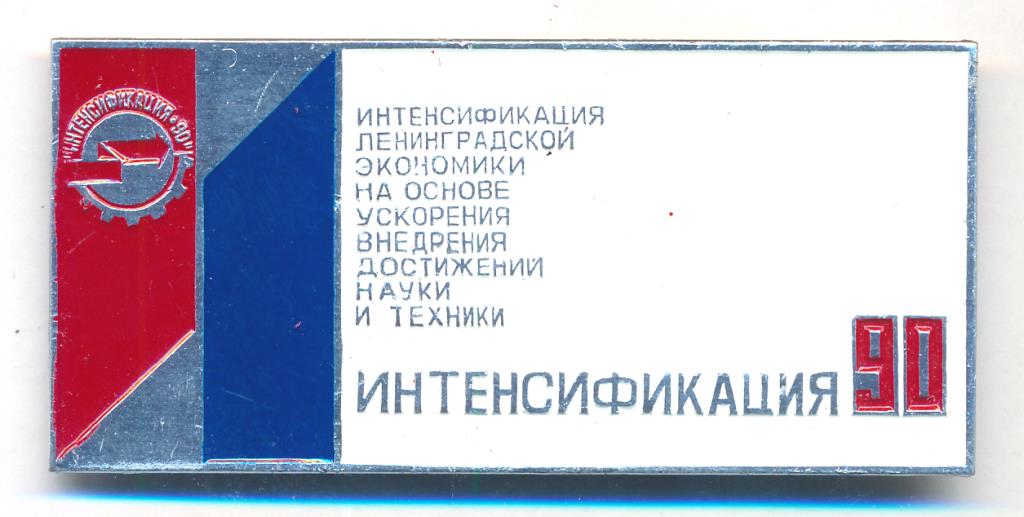 "ИНТЕНСИФИКАЦИЯ•90"
ИНТЕНСИФИКАЦИЯ
ЛЕНИНГРАДСКОЙ
ЭКОНОМИКИ
НА ОСНОВЕ
УСКОРЕНИЯ
ВНЕДРЕНИЯ
ДОСТИЖЕНИЙ
НАУКИ
И ТЕХНИКИ
ИНТЕНСИФИКАЦИЯ 90